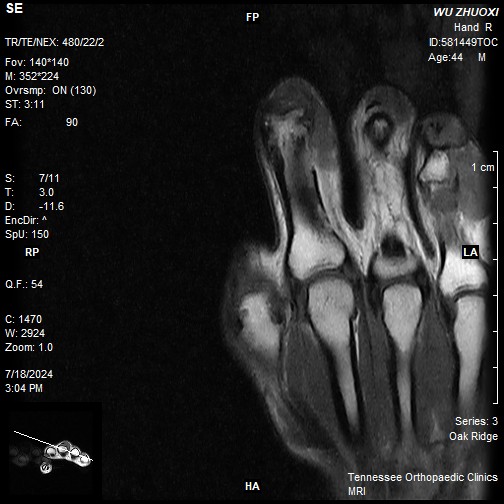 SE
FP
WU ZHUOXI
Hand R
TR/TE/NEX: 480/22/2
ID:581449TOC
Age:44 M
Fov: 140*140
M: 352*224
Ovrsmp: ON (130)
ST: 3:11
FA: 90
1 cm
S: 7/11
T: 3.0
D: -11.6
EncDir: ^
SpU: 150
RP
LA
Q.F.: 54
C: 1470
W: 2924
Zoom: 1.0
7/18/2024
3:04 PM
Series: 3
Oak Ridge
Tennessee Orthopaedic Clinics
HA
MRI